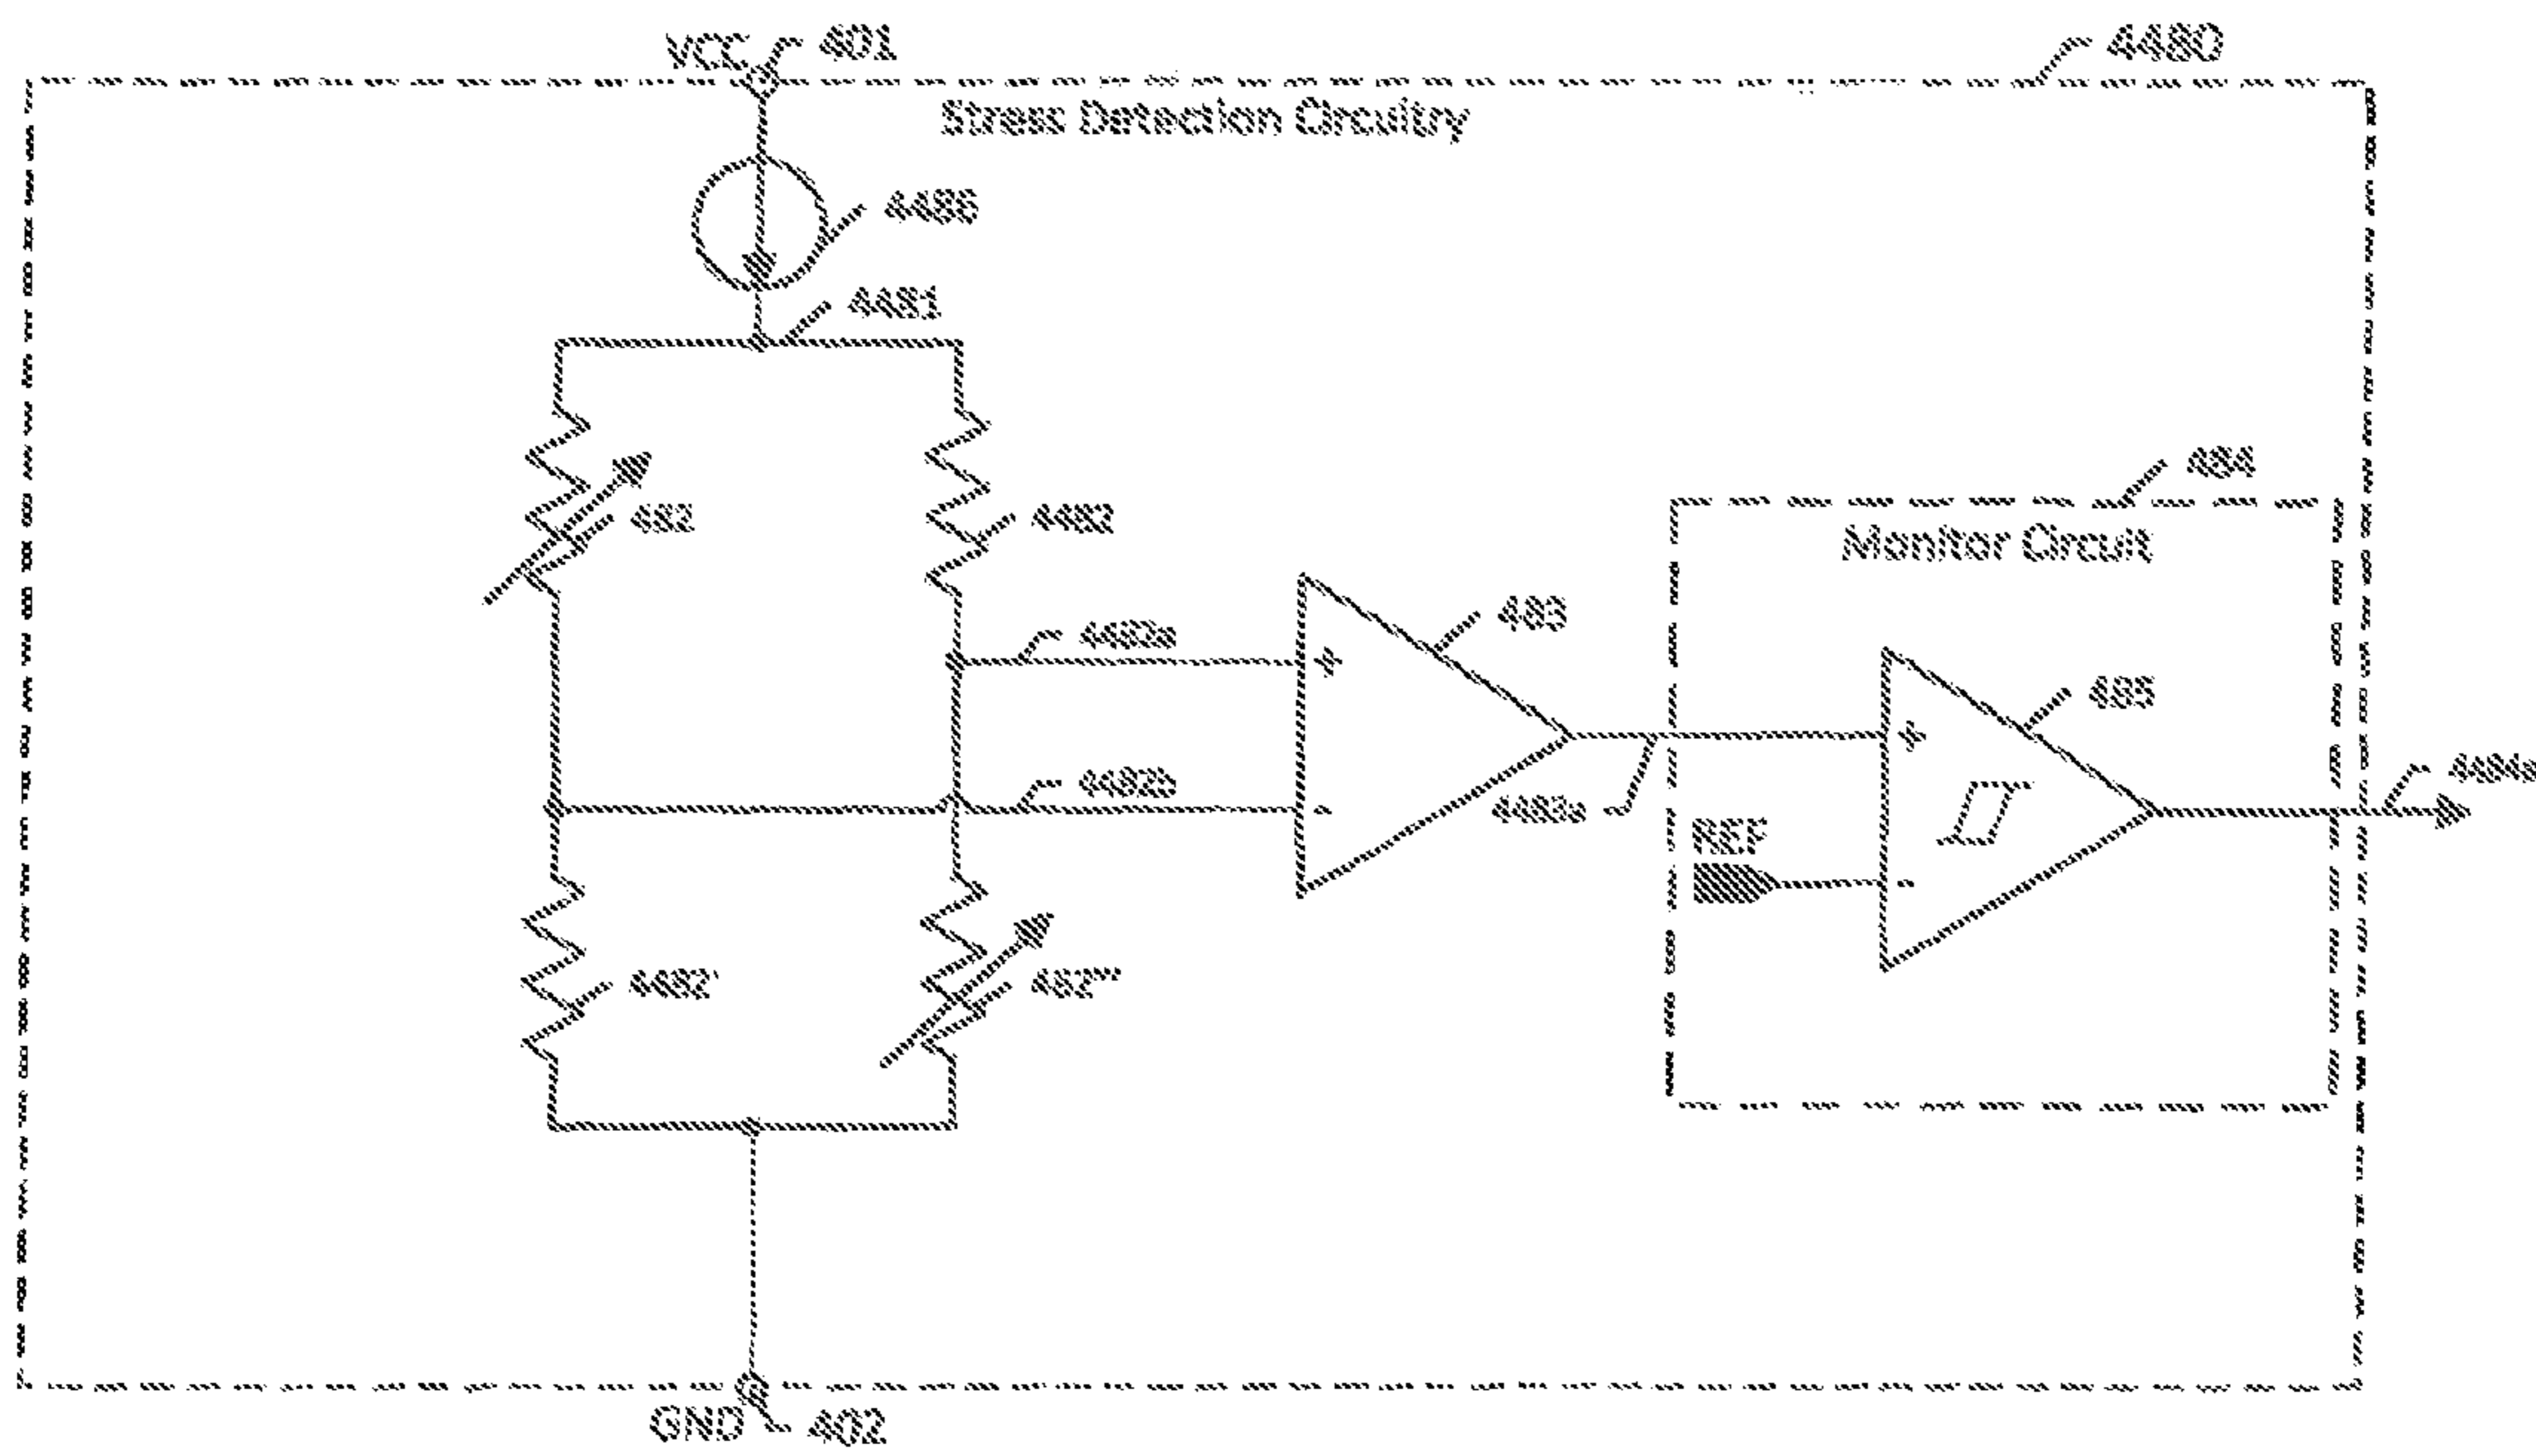 VCC 401
4480
Stress Detection Circuitry
4486
4481
484
482
4482
Monitor Circuit
483
4482a
+
485
+
4482b
4484a
-
4483a
REF
-
4482'
GND 402